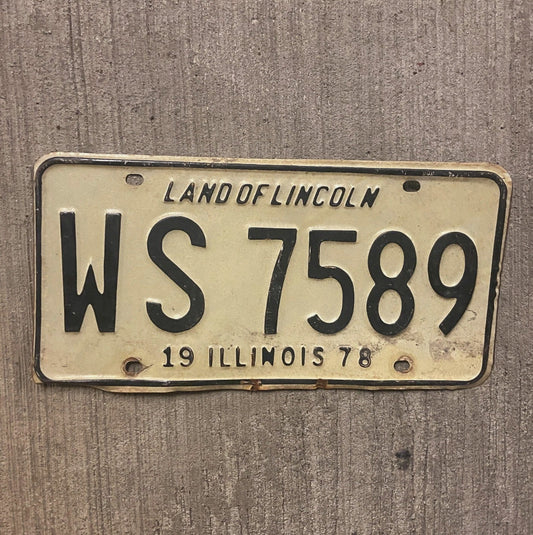 LAND OF LINCOLN
WS 7589
19 ILLINOIS 78